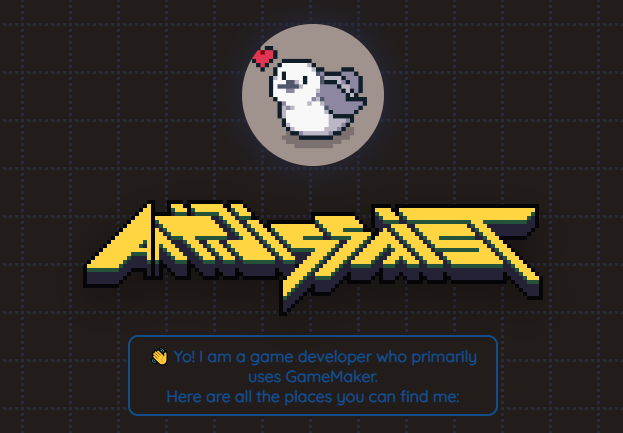 👋 Yo! I am a game developer who primarily
uses GameMaker.
Here are all the places you can find me: